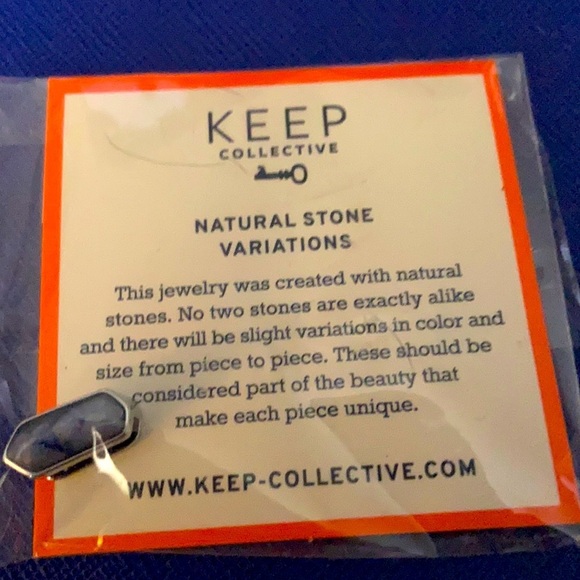 KEEP
COLLECTIVE
NATURAL STONE
VARIATIONS
This jewelry was created with natural
stones. No two stones are exactly alike
and there will be slight variations in color and
size from piece to piece. These should be
considered part of the beauty that
make each piece unique.
WWW.KEEP-COLLECTIVE.COM